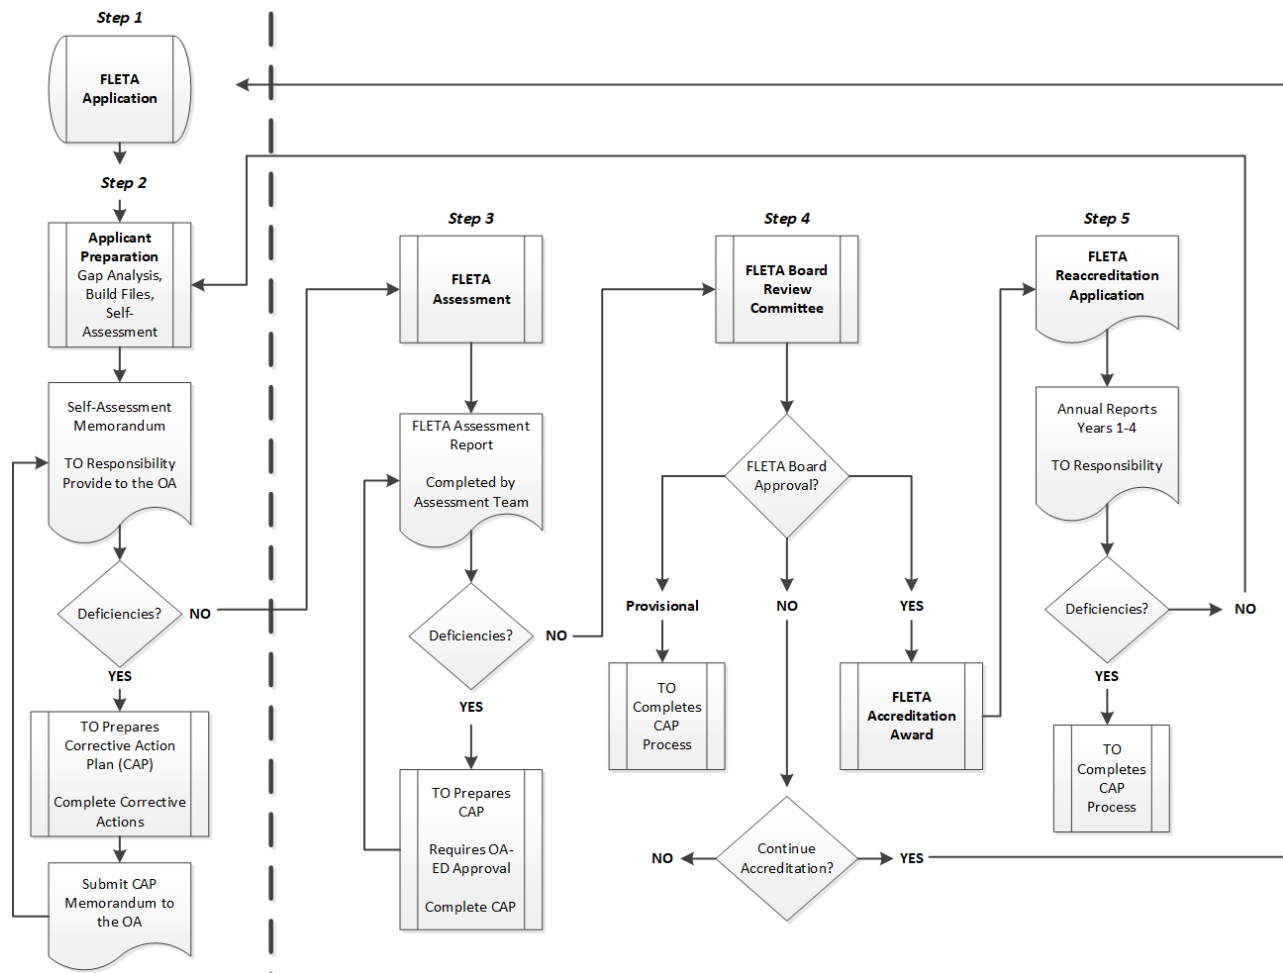 Step 1
FLETA
Application
Step 2
Applicant
Preparation
Gap Analysis,
Build Files,
Self-
Assessment
Self-Assessment
Memorandum
TO Responsibility
Provide to the OA
Deficiencies?
NO
YES
TO Prepares
Corrective Action
Plan (CAP)
Complete Corrective
Actions
Submit CAP
Memorandum to
the OA
Step 3
FLETA
Assessment
FLETA Assessment
Report
Completed by
Assessment Team
Deficiencies?
NO
YES
TO Prepares
CAP
Requires OA-
ED Approval
Complete CAP
Step 4
FLETA Board
Review
Committee
FLETA Board
Approval?
Provisional
NO
YES
TO
Completes
CAP
Process
FLETA
Accreditation
Award
Continue
Accreditation?
NO
YES
Step 5
FLETA
Reaccreditation
Application
Annual Reports
Years 1-4
TO Responsibility
Deficiencies?
NO
YES
TO
Completes
CAP
Process